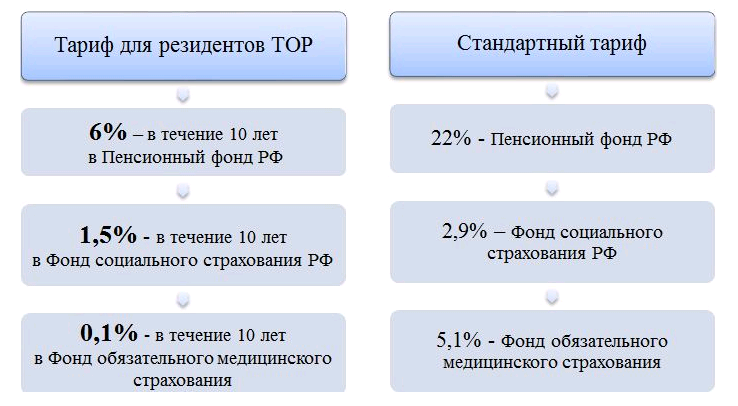 Тариф для резидентов ТОР
6% – в течение 10 лет
в Пенсионный фонд РФ
1,5% - в течение 10 лет
в Фонд социального страхования РФ
0,1% - в течение 10 лет
в Фонд обязательного медицинского
страхования
Стандартный тариф
22% - Пенсионный фонд РФ
2,9% – Фонд социального
страхования РФ
5,1% - Фонд обязательного
медицинского страхования